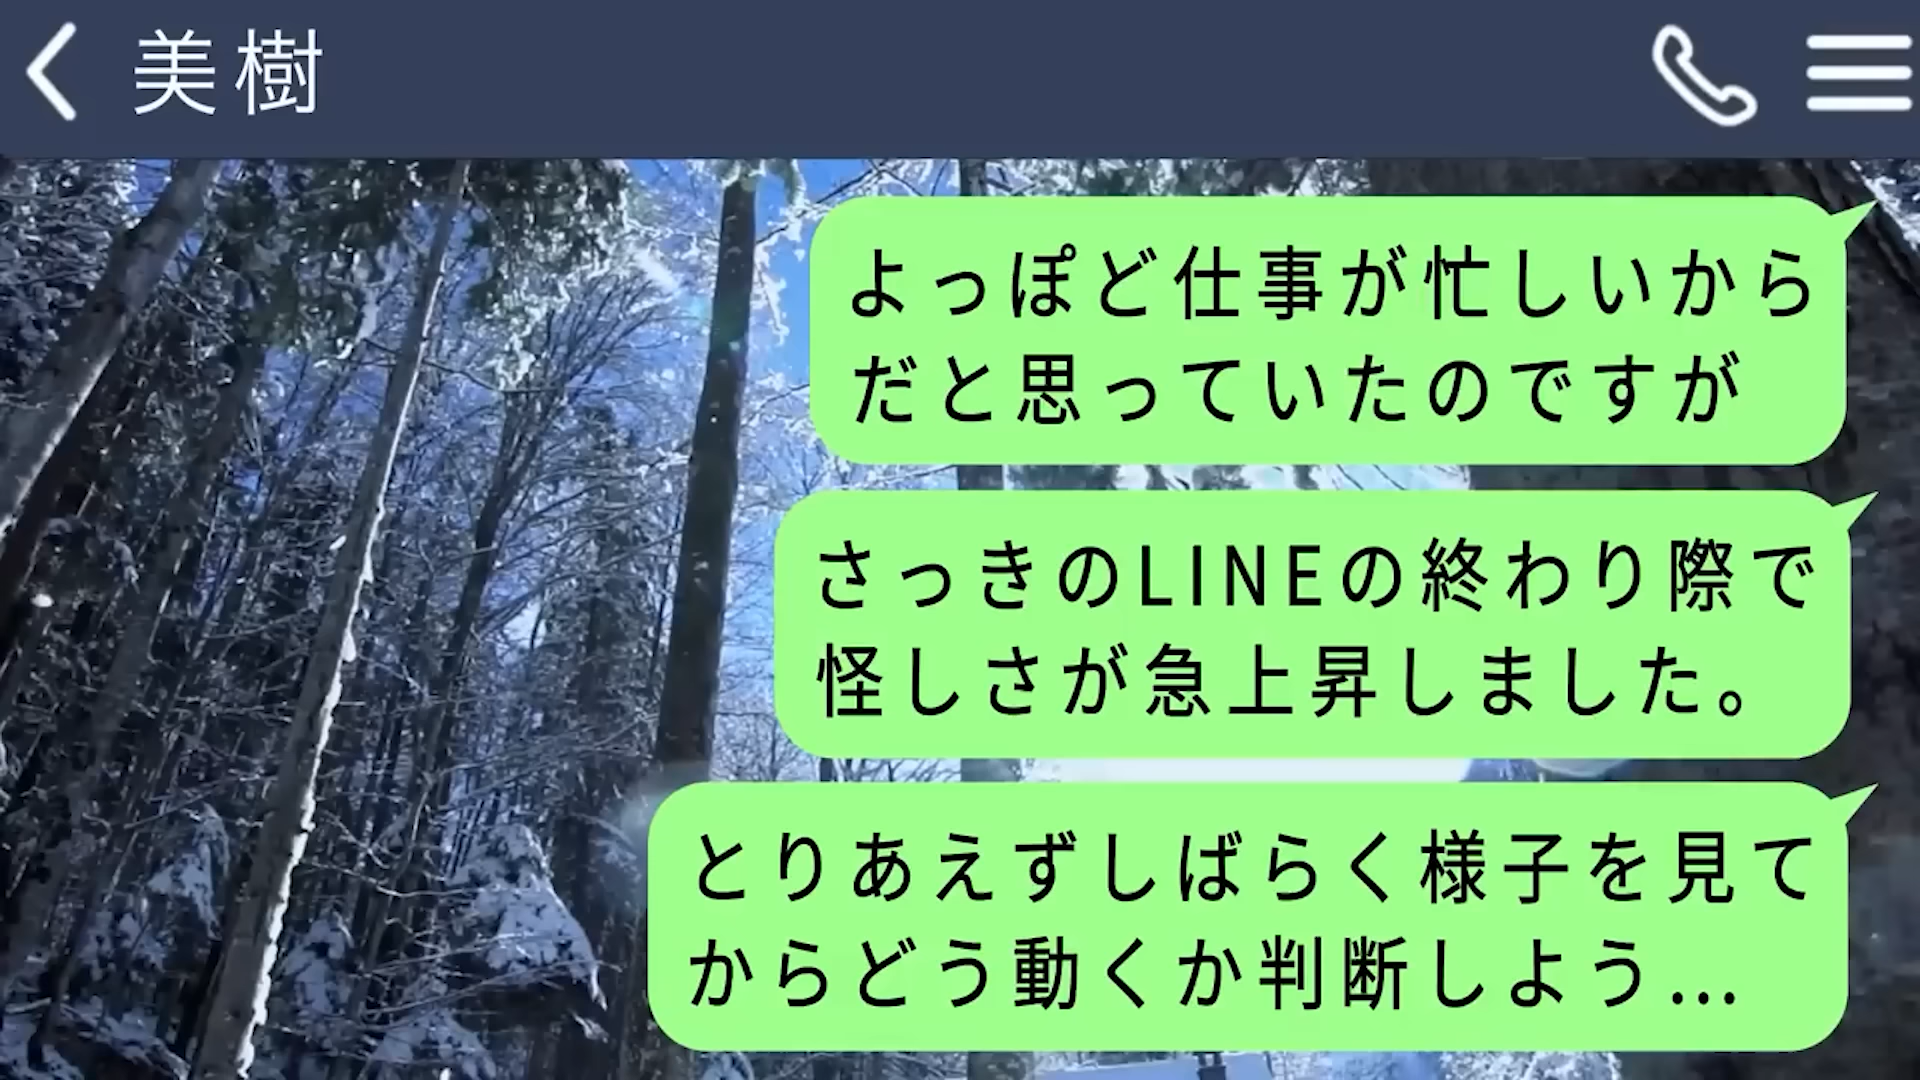 美樹
よっぽど仕事が忙しいから
だと思っていたのですが
さっきのLINEの終わり際で
怪しさが急上昇しました。
とりあえずしばらく様子を見て
からどう動くか判断しよう...